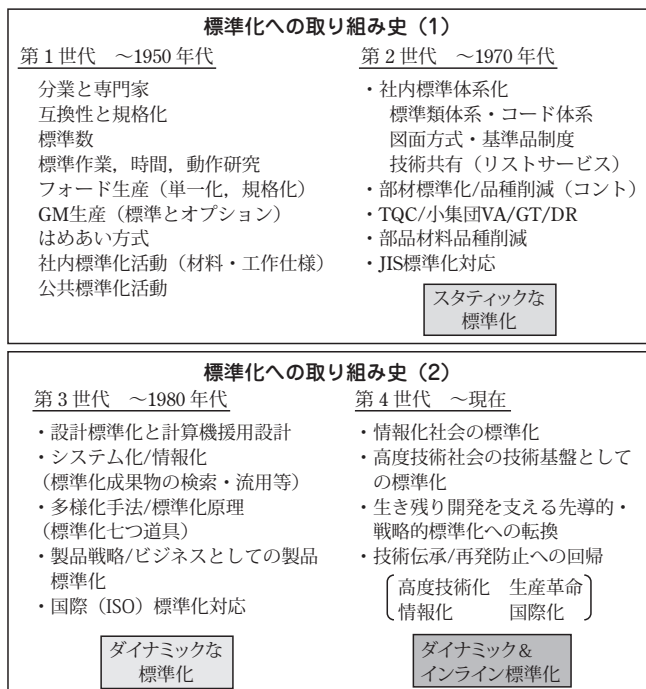 標準化への取り組み史（1）
第１世代　～1950年代
分業と専門家
互換性と規格化
標準数
標準作業，時間，動作研究
フォード生産（単一化，規格化）
GM生産（標準とオプション）
はめあい方式
社内標準化活動（材料・工作仕様）
公共標準化活動
第２世代　～1970年代
・社内標準体系化
標準類体系・コード体系
図面方式・基準品制度
技術共有（リストサービス）
・部材標準化/品種削減（コント）
・TQC/小集団VA/GT/DR
・部品材料品種削減
・JIS標準化対応
スタティックな
標準化
標準化への取り組み史（2）
第３世代　～1980年代
・設計標準化と計算機援用設計
・システム化/情報化
（標準化成果物の検索・流用等）
・多様化手法/標準化原理
（標準化七つ道具）
・製品戦略/ビジネスとしての製品
標準化
・国際（ISO）標準化対応
ダイナミックな
標準化
第４世代　～現在
・情報化社会の標準化
・高度技術社会の技術基盤として
の標準化
・生き残り開発を支える先導的・
戦略的標準化への転換
・技術伝承/再発防止への回帰
高度技術化　生産革命
情報化　国際化
ダイナミック＆
インライン標準化